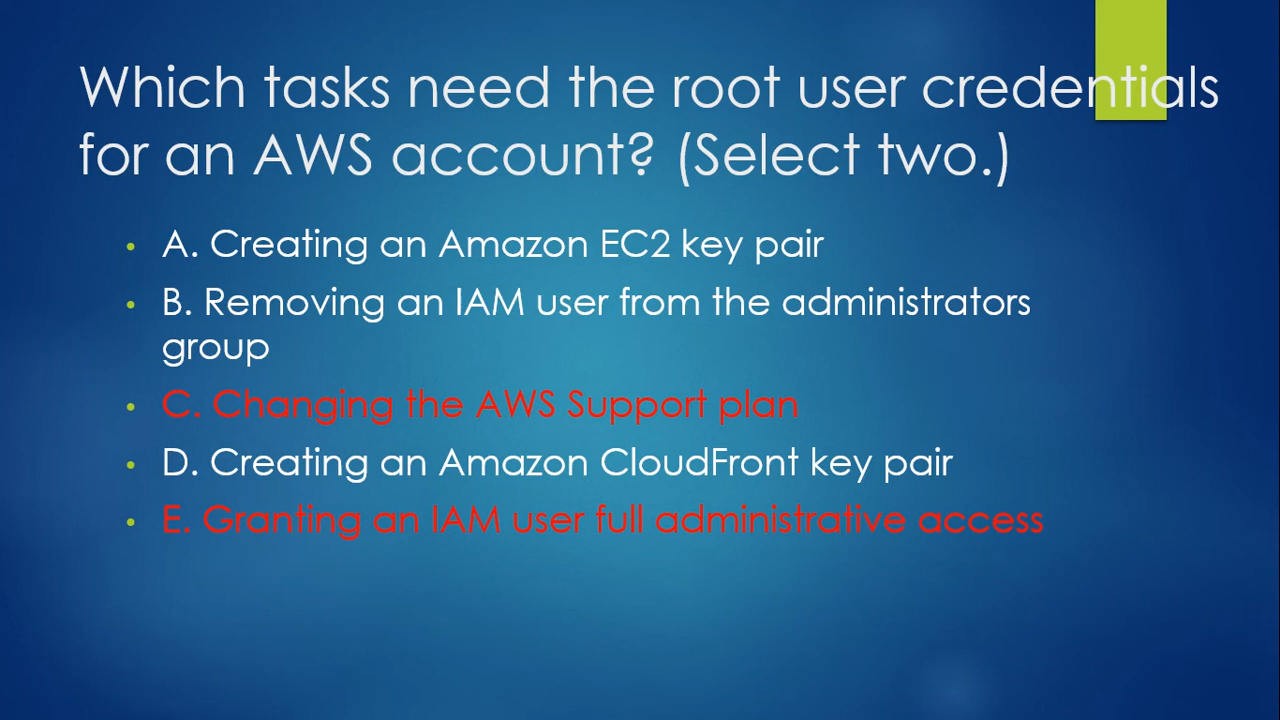 Which tasks need the root user credentials
for an AWS account? (Select two.)
• A. Creating an Amazon EC2 key pair
• B. Removing an IAM user from the administrators
group
• C. Changing the AWS Support plan
• D. Creating an Amazon CloudFront key pair
• E. Granting an IAM user full administrative access